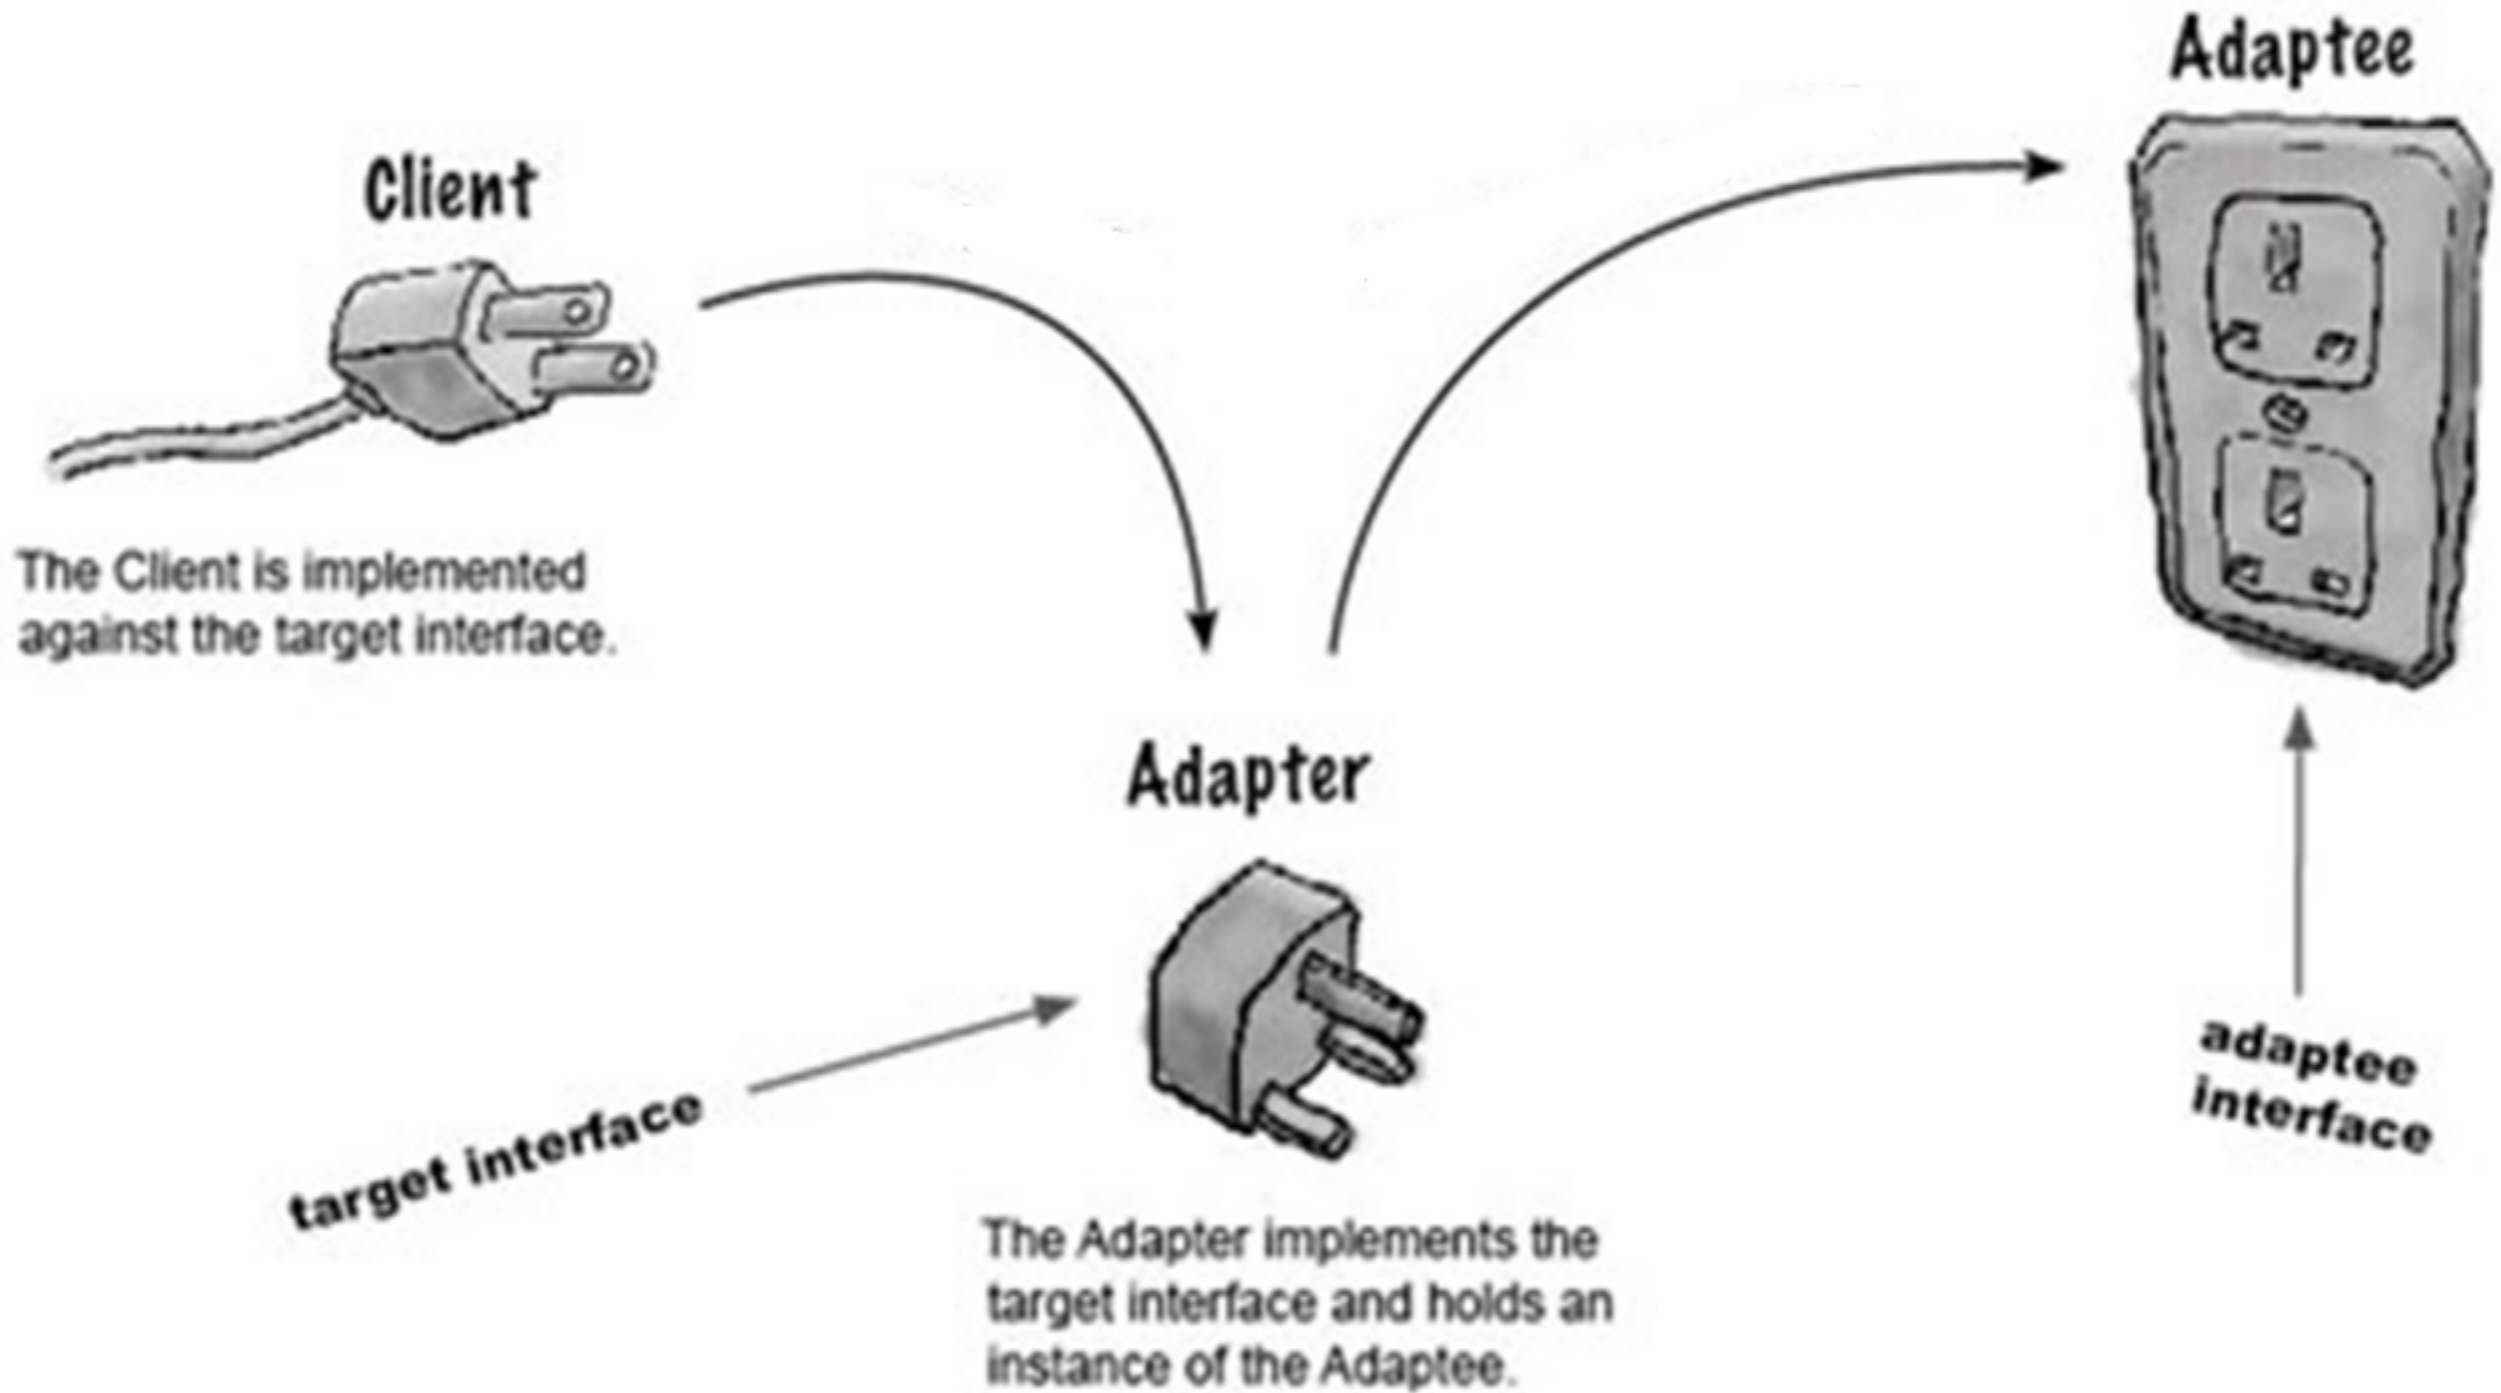 Adaptee
Client
The Client is implemented
against the target interface.
Adapter
target interface
adaptee
interface
The Adapter implements the
target interface and holds an
instance of the Adaptee.